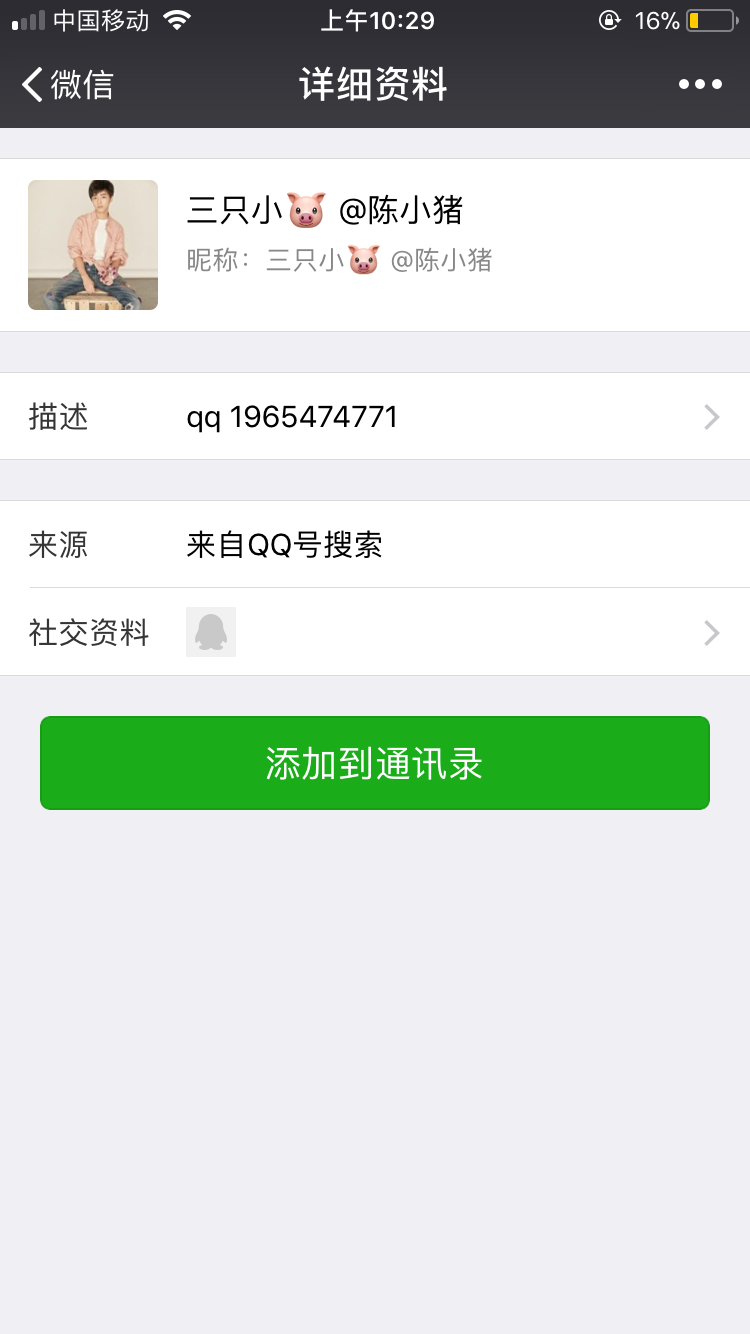 中国移动 上午10:29 16%
微信 详细资料
三只小🐷 @陈小猪
昵称：三只小🐷 @陈小猪
描述 qq 1965474771
来源 来自QQ号搜索
社交资料
添加到通讯录